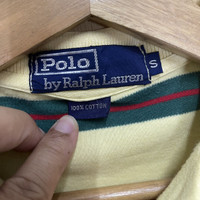 Polo
by Ralph Lauren
S
100% COTTON